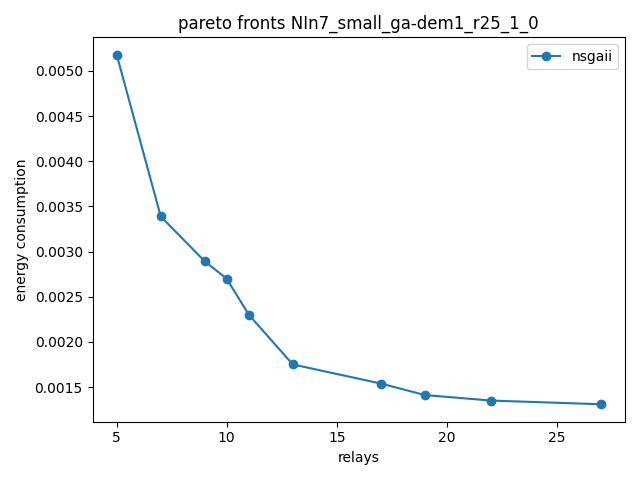 pareto fronts NIn7_small_ga-dem1_r25_1_0
nsgaii
energy consumption
0.0050
0.0045
0.0040
0.0035
0.0030
0.0025
0.0020
0.0015
5 10 15 20 25
relays